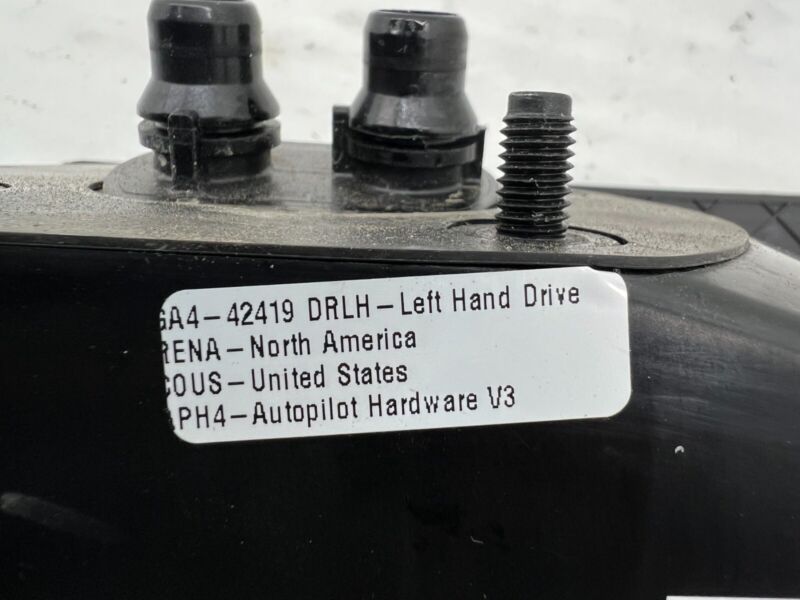 GA4-42419 DRLH-Left Hand Drive
RENA-North America
COUS-United States
PH4-Autopilot Hardware V3